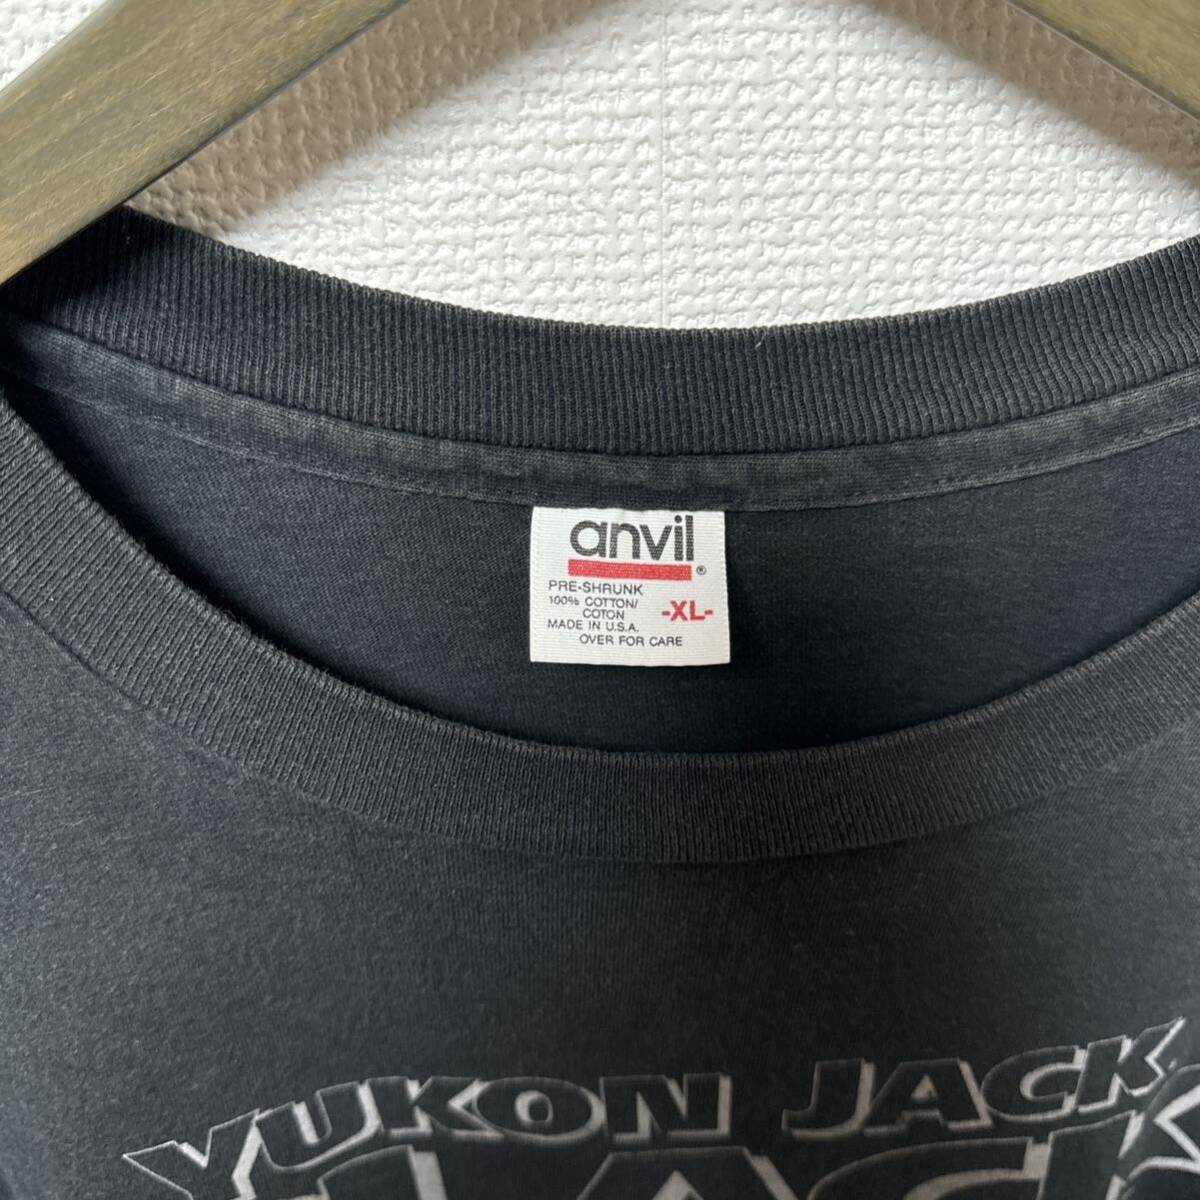 anvil
®
PRE-SHRUNK
100% COTTON/
COTON
-XL-
MADE IN U.S.A.
OVER FOR CARE
YUKON JACK